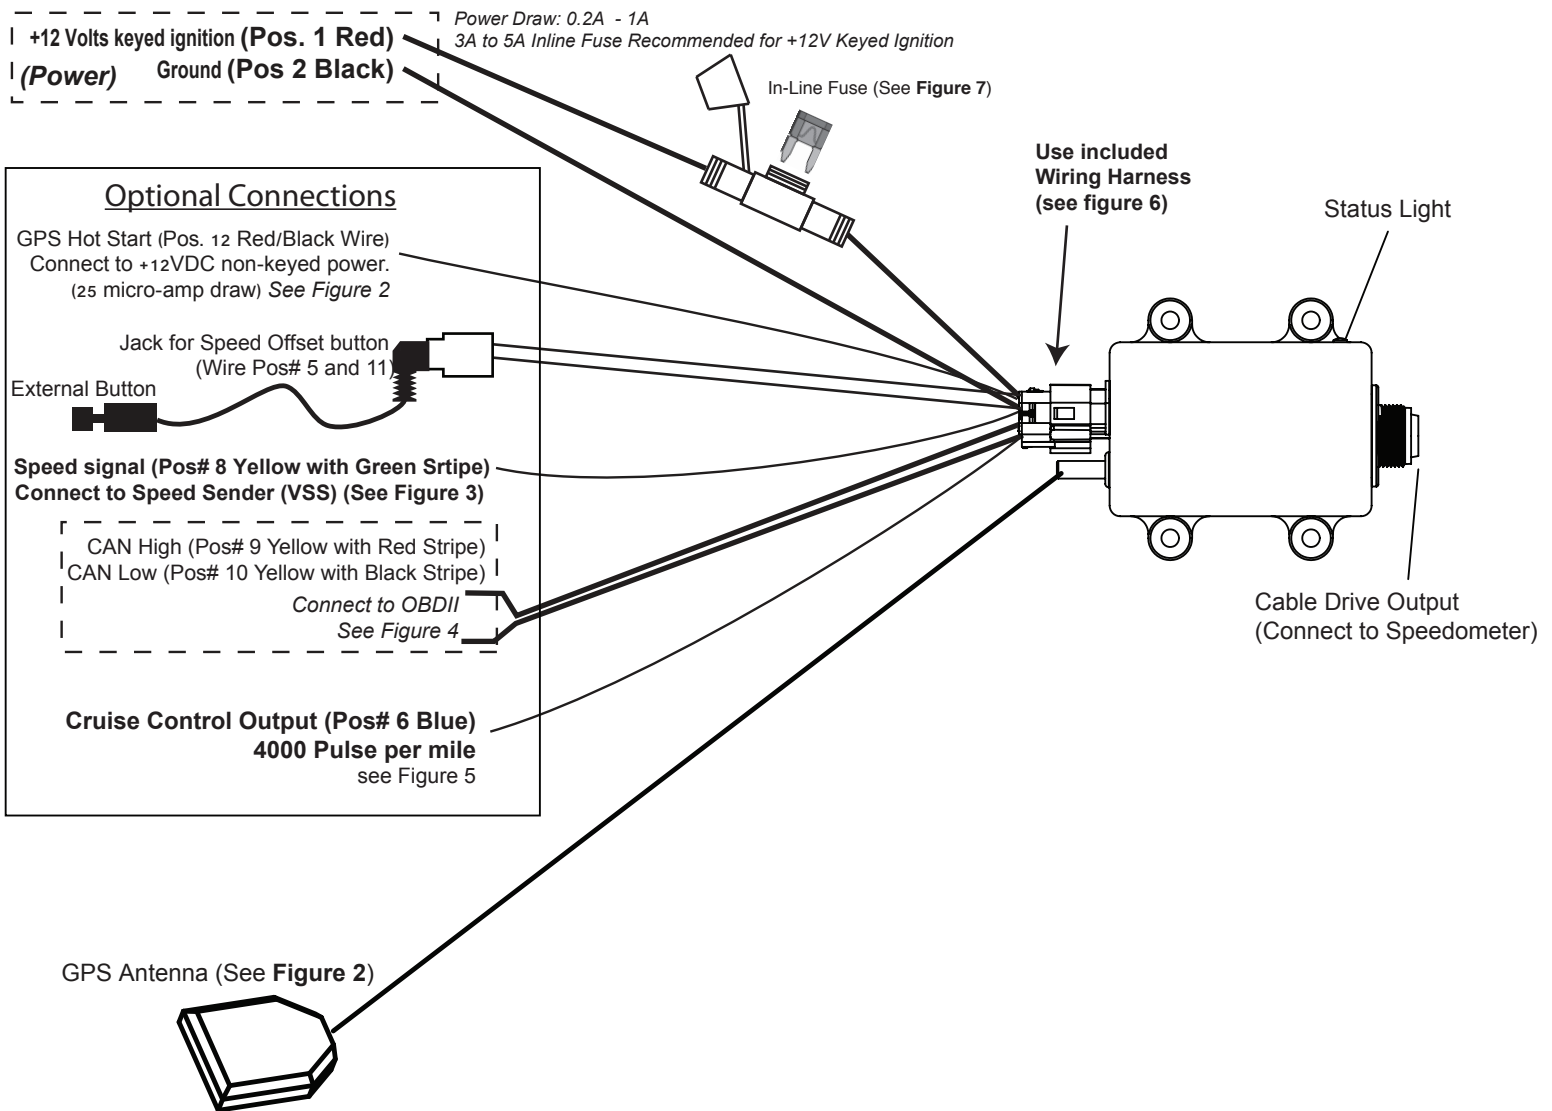 Power Draw: 0.2A - 1A
3A to 5A Inline Fuse Recommended for +12V Keyed Ignition
+12 Volts keyed ignition (Pos. 1 Red)
(Power) Ground (Pos 2 Black)
In-Line Fuse (See Figure 7)
Use included
Wiring Harness
(see figure 6)
Status Light
Optional Connections
GPS Hot Start (Pos. 12 Red/Black Wire)
Connect to +12VDC non-keyed power.
(25 micro-amp draw) See Figure 2
Jack for Speed Offset button
(Wire Pos# 5 and 11)
External Button
Speed signal (Pos# 8 Yellow with Green Srtipe)
Connect to Speed Sender (VSS) (See Figure 3)
CAN High (Pos# 9 Yellow with Red Stripe)
CAN Low (Pos# 10 Yellow with Black Stripe)
Connect to OBDII
See Figure 4
Cable Drive Output
(Connect to Speedometer)
Cruise Control Output (Pos# 6 Blue)
4000 Pulse per mile
see Figure 5
GPS Antenna (See Figure 2)